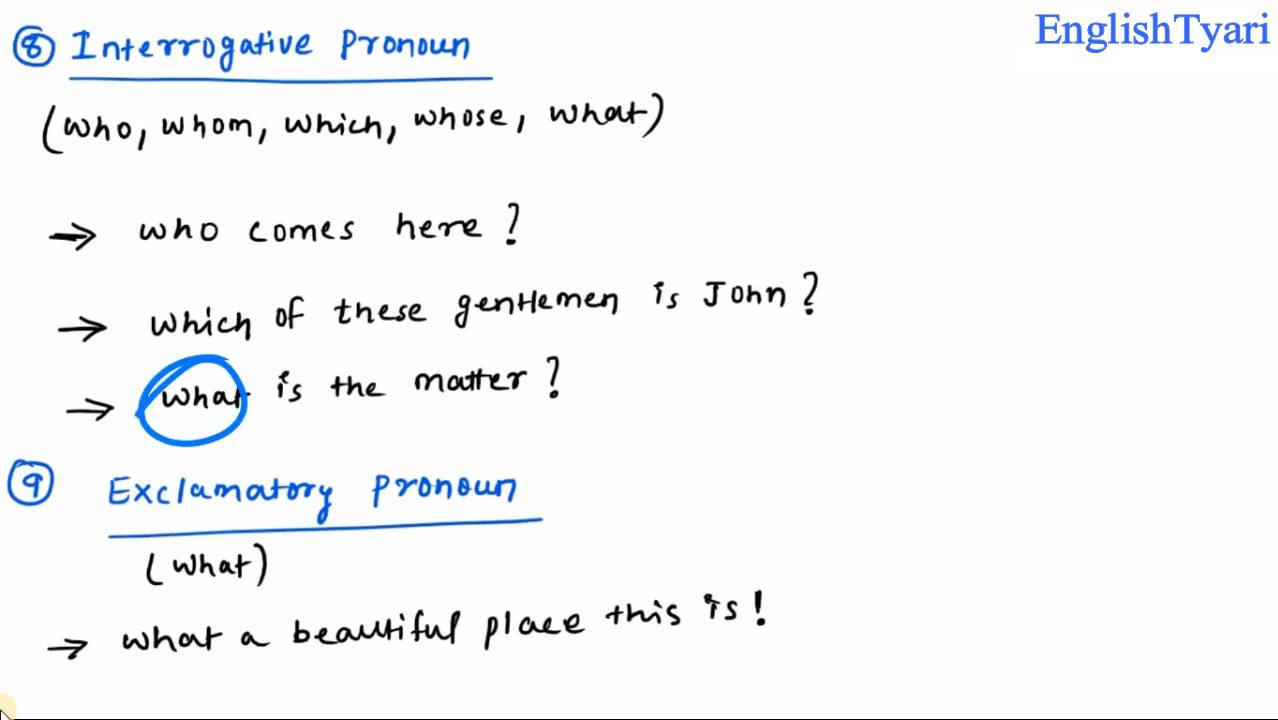 EnglishTyari
⑧ Interrogative Pronoun
(who, whom, which, whose, what)
→ who comes here ?
→ which of these gentlemen is John ?
→ what is the matter ?
⑨ Exclamatory pronoun
(what)
→ what a beautiful place this is !